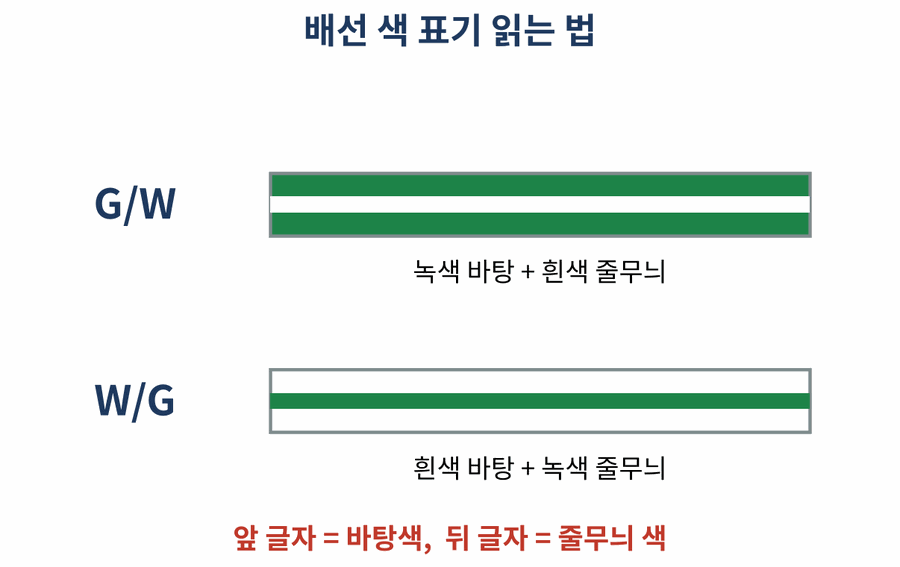 배선 색 표기 읽는 법
G/W
녹색 바탕 + 흰색 줄무늬
W/G
흰색 바탕 + 녹색 줄무늬
앞 글자 = 바탕색, 뒤 글자 = 줄무늬 색